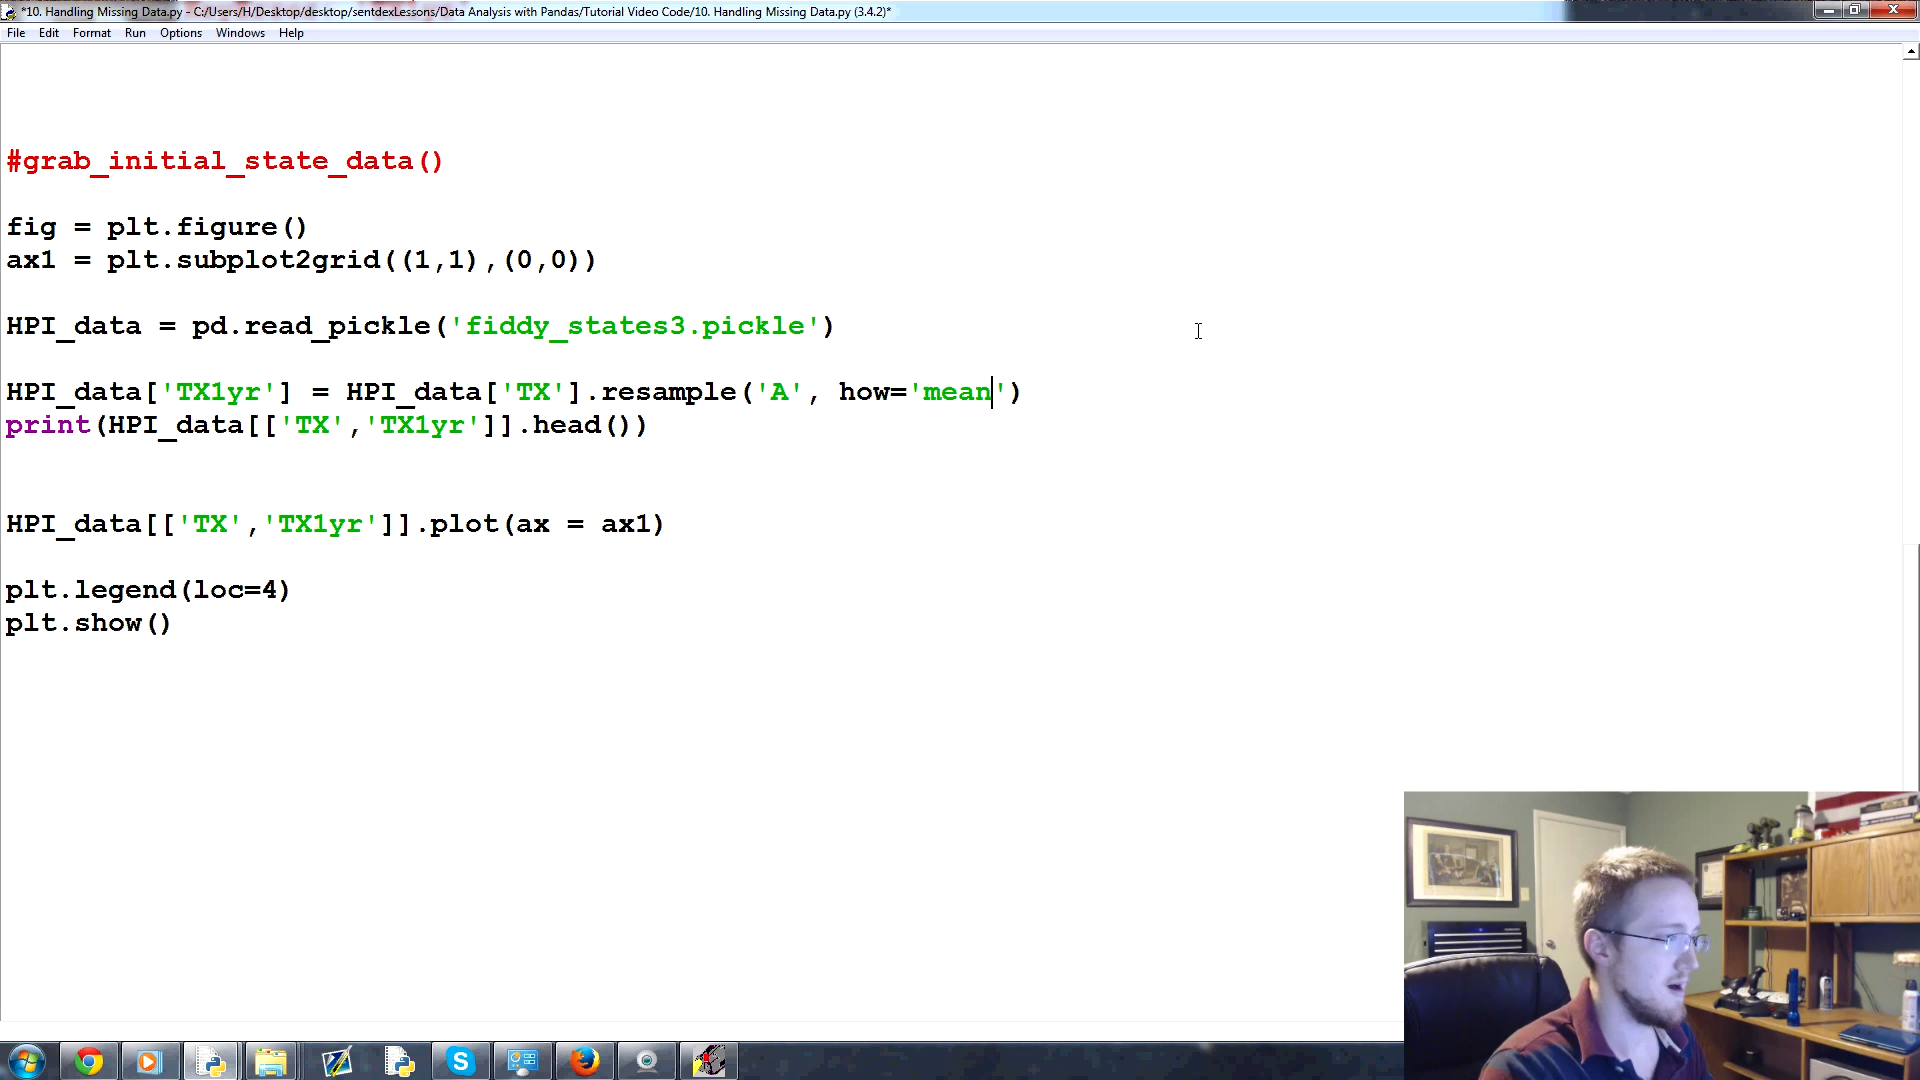 *10. Handling Missing Data.py - C:/Users/H/Desktop/desktop/sentdexLessons/Data Analysis with Pandas/Tutorial Video Code/10. Handling Missing Data.py (3.4.2)*
File Edit Format Run Options Windows Help
#grab_initial_state_data()
fig = plt.figure()
ax1 = plt.subplot2grid((1,1),(0,0))
HPI_data = pd.read_pickle('fiddy_states3.pickle')
HPI_data['TX1yr'] = HPI_data['TX'].resample('A', how='mean')
print(HPI_data[['TX','TX1yr']].head())
HPI_data[['TX','TX1yr']].plot(ax = ax1)
plt.legend(loc=4)
plt.show()